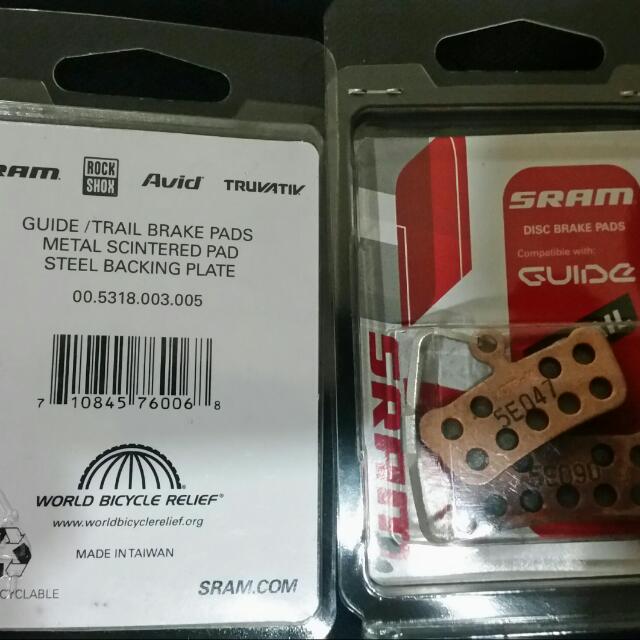 RAM
ROCK
SHOX
Avid
TRUVATIV
GUIDE /TRAIL BRAKE PADS
METAL SCINTERED PAD
STEEL BACKING PLATE
00.5318.003.005
7 10845 76006 8
WORLD BICYCLE RELIEF®
www.worldbicyclerelief.org
MADE IN TAIWAN
CYCLABLE
SRAM.COM
SRAM
DISC BRAKE PADS
Compatible with:
GUIDE
SRAM
5E047
5E090